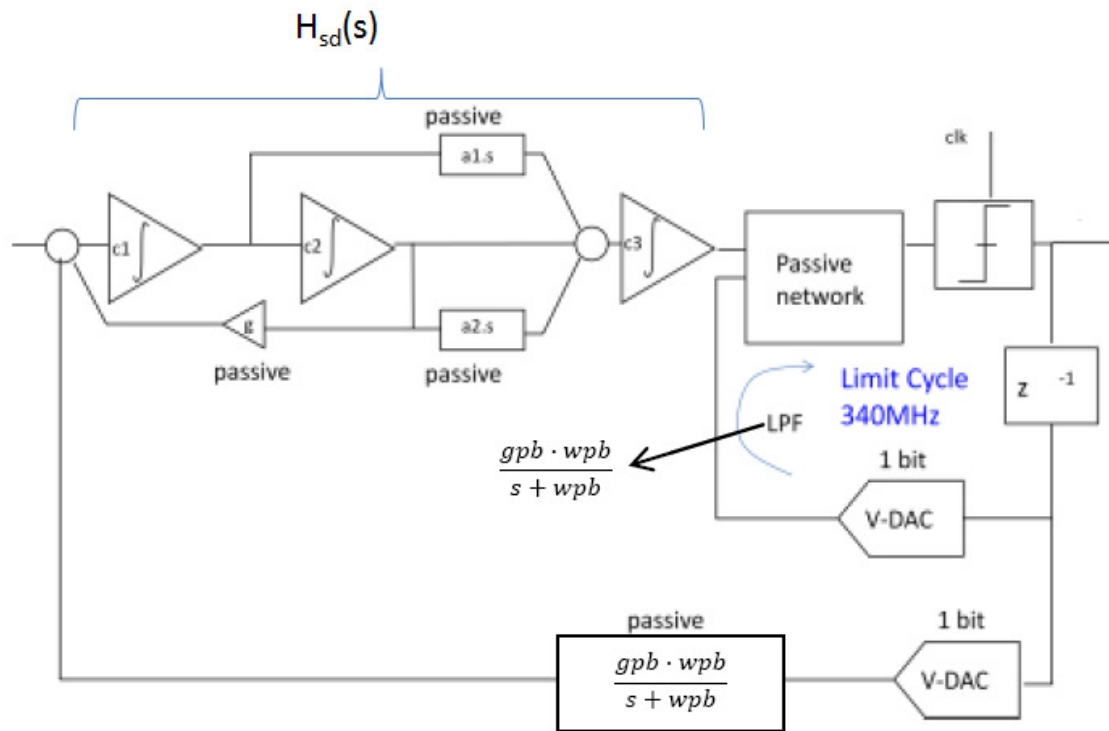 Hsd(s)
passive
a1.s
clk
c1 ∫
c2 ∫
c3 ∫
Passive
network
g
a2.s
passive
passive
Limit Cycle
340MHz
LPF
z -1
gpb · wpb
s + wpb
1 bit
V-DAC
passive
gpb · wpb
s + wpb
1 bit
V-DAC